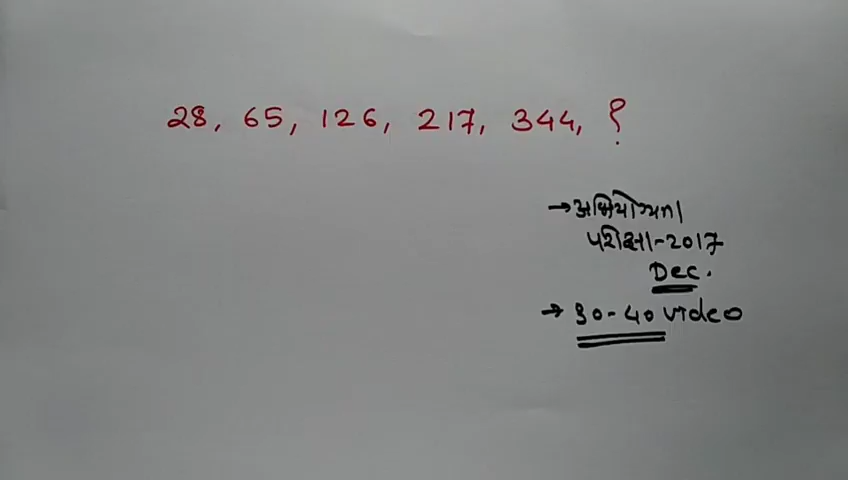 28, 65, 126, 217, 344, ?
→ अभियोग्यता
परीक्षा-2017
Dec.
→ 30-40 video